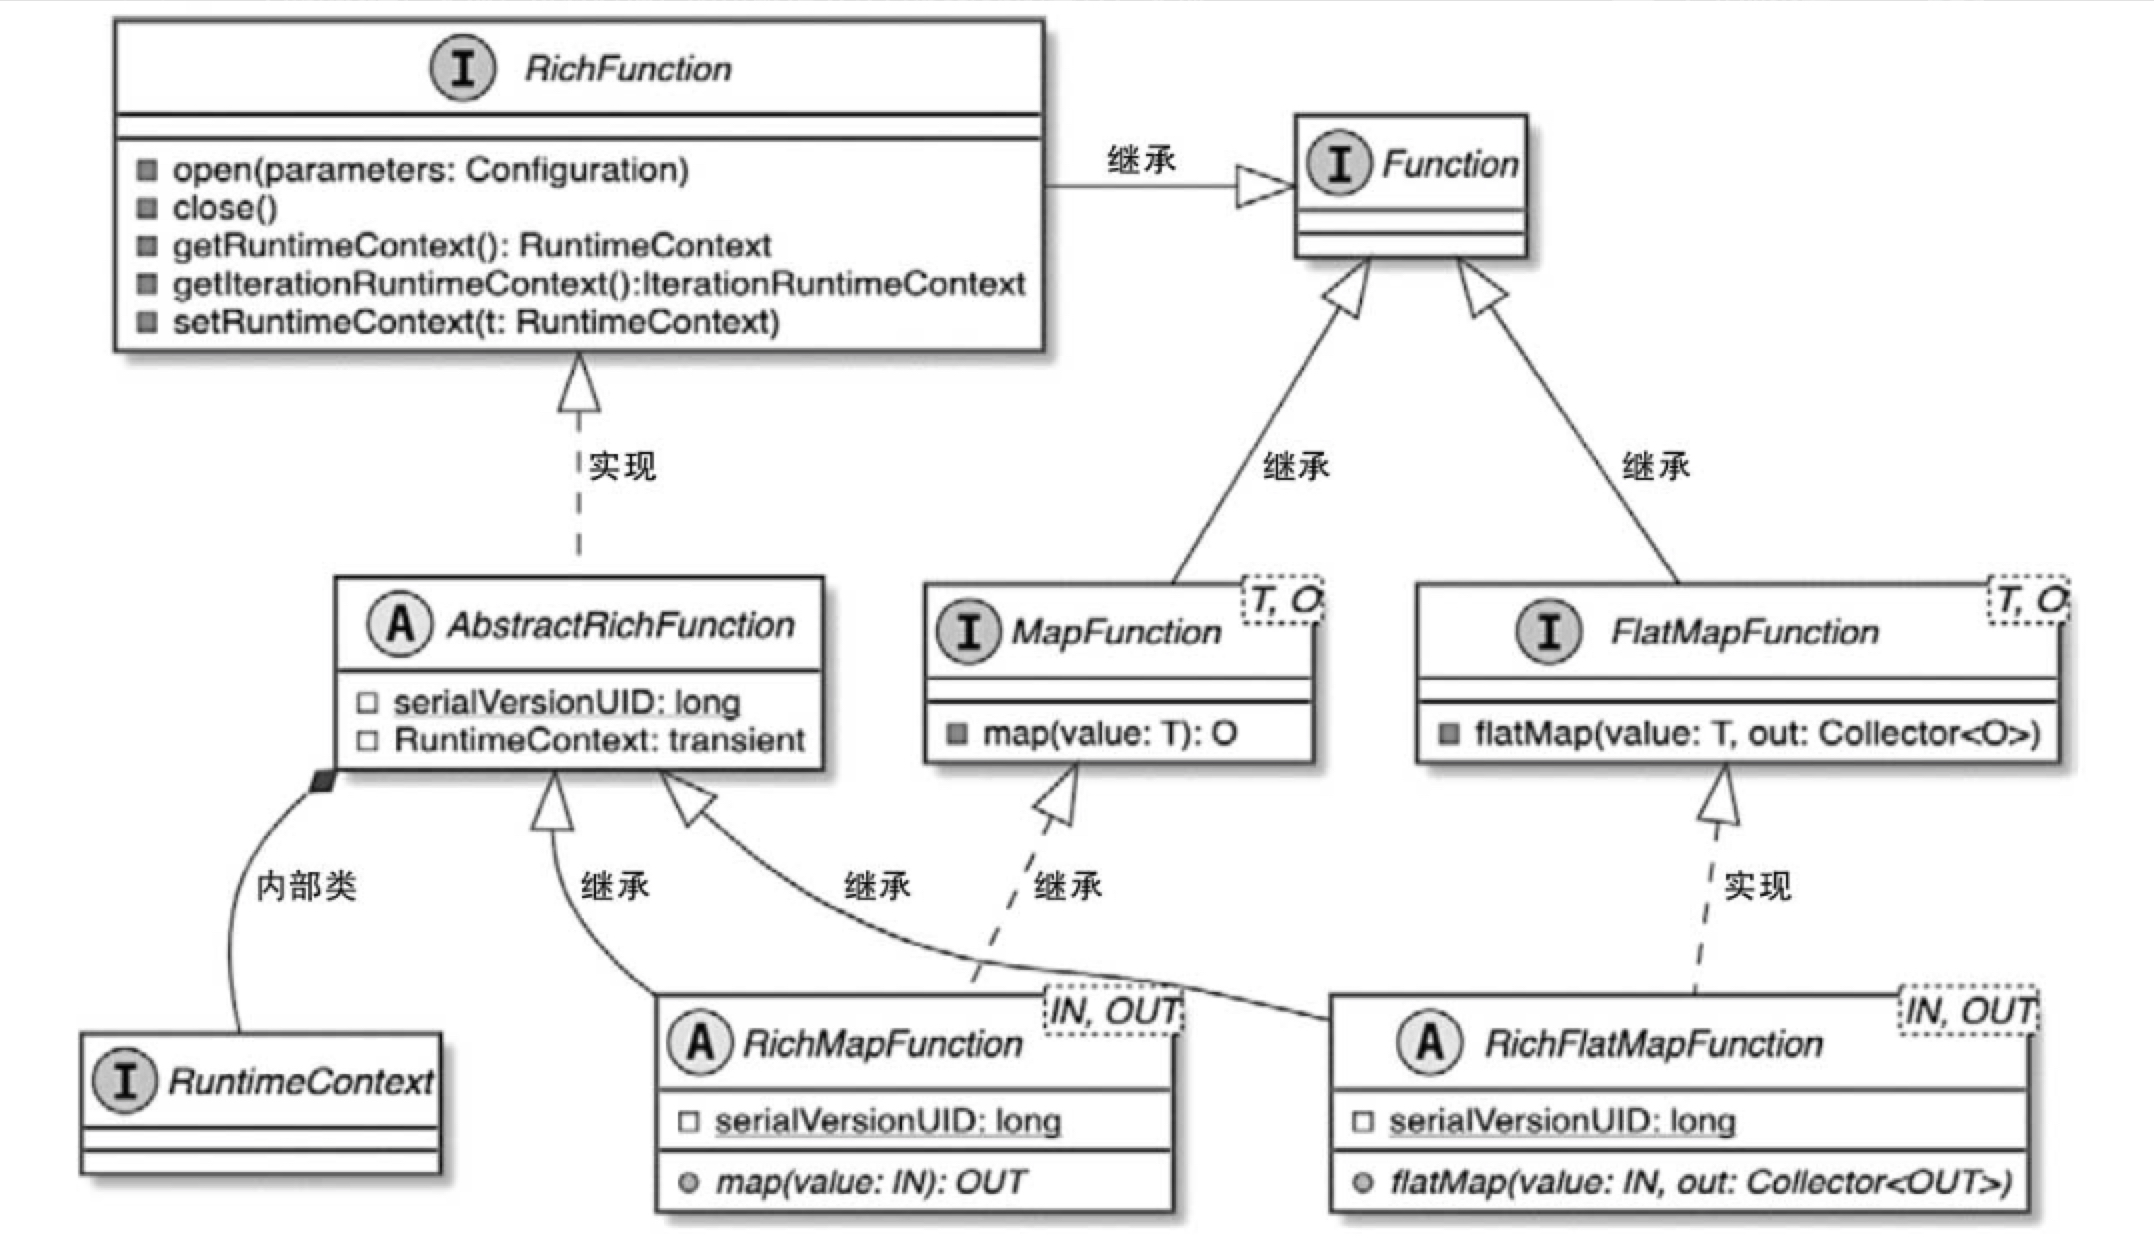 I RichFunction
open(parameters: Configuration)
close()
getRuntimeContext(): RuntimeContext
getIterationRuntimeContext():IterationRuntimeContext
setRuntimeContext(t: RuntimeContext)
继承
I Function
实现
继承
继承
A AbstractRichFunction
serialVersionUID: long
RuntimeContext: transient
T, O
I MapFunction
map(value: T): O
T, O
I FlatMapFunction
flatMap(value: T, out: Collector<O>)
内部类
继承
继承
继承
实现
I RuntimeContext
IN, OUT
A RichMapFunction
serialVersionUID: long
map(value: IN): OUT
IN, OUT
A RichFlatMapFunction
serialVersionUID: long
flatMap(value: IN, out: Collector<OUT>)